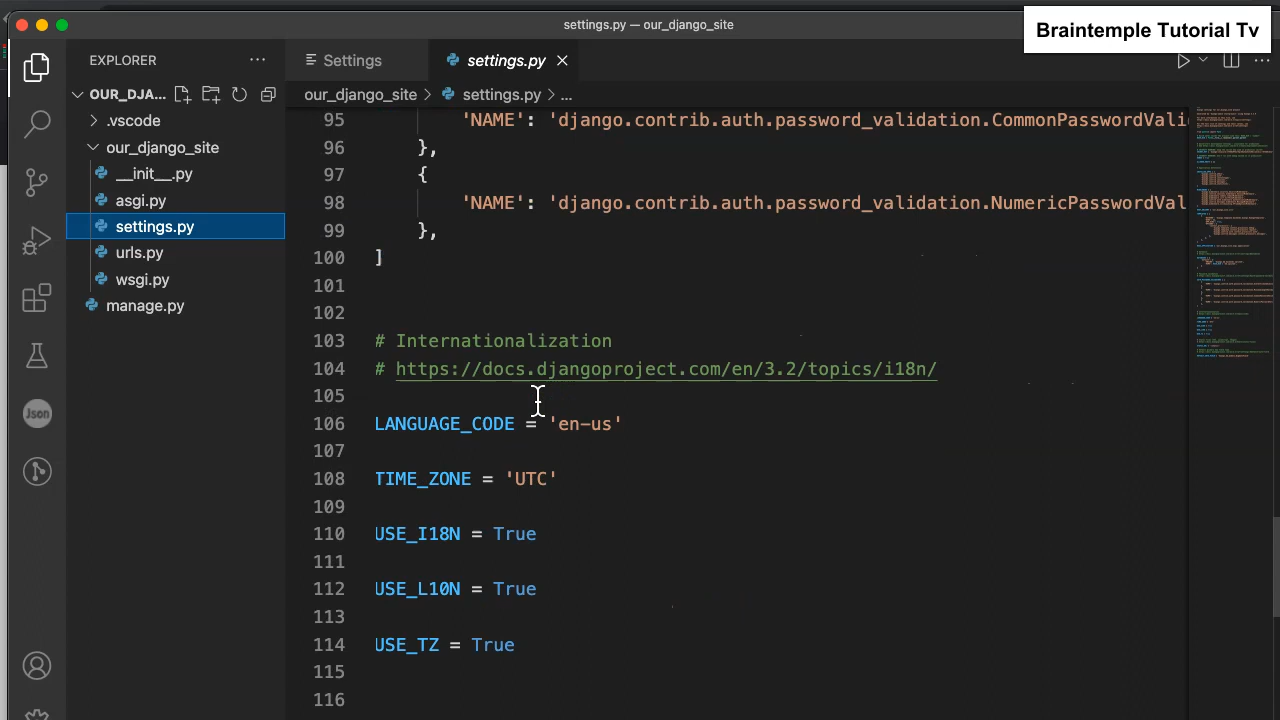 settings.py — our_django_site
Braintemple Tutorial Tv
EXPLORER
Settings
settings.py
OUR_DJA...
our_django_site
settings.py
...
.vscode
our_django_site
__init__.py
asgi.py
settings.py
urls.py
wsgi.py
manage.py
Json
95 'NAME': 'django.contrib.auth.password_validation.CommonPasswordVali
96 },
97 {
98 'NAME': 'django.contrib.auth.password_validation.NumericPasswordVal
99 },
100 ]
101
102
103 # Internationalization
104 # https://docs.djangoproject.com/en/3.2/topics/i18n/
105
106 LANGUAGE_CODE = 'en-us'
107
108 TIME_ZONE = 'UTC'
109
110 USE_I18N = True
111
112 USE_L10N = True
113
114 USE_TZ = True
115
116